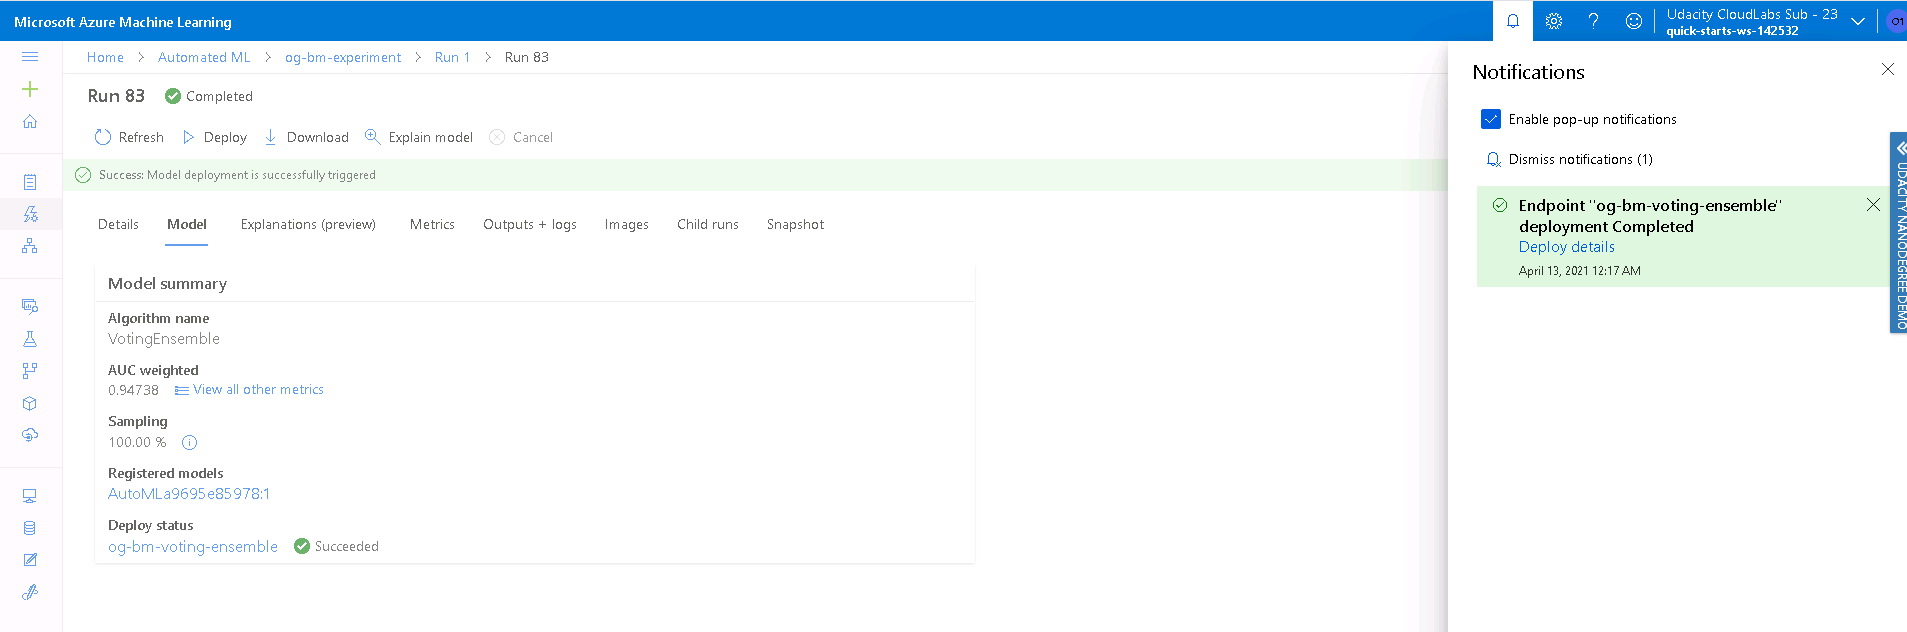 Microsoft Azure Machine Learning
Udacity CloudLabs Sub - 23
quick-starts-ws-142532
O1
Home > Automated ML > og-bm-experiment > Run 1 > Run 83
Run 83 Completed
Refresh Deploy Download Explain model Cancel
Success: Model deployment is successfully triggered
Details Model Explanations (preview) Metrics Outputs + logs Images Child runs Snapshot
Model summary
Algorithm name
VotingEnsemble
AUC weighted
0.94738 View all other metrics
Sampling
100.00 %
Registered models
AutoMLa9695e85978:1
Deploy status
og-bm-voting-ensemble Succeeded
Notifications
Enable pop-up notifications
Dismiss notifications (1)
Endpoint "og-bm-voting-ensemble"
deployment Completed
Deploy details
April 13, 2021 12:17 AM
UDACITY NANODEGREE DEMO